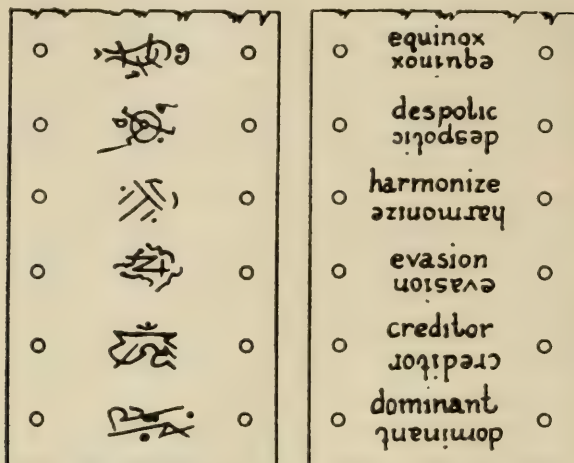 equinox
equinox
despotic
despotic
harmonize
harmonize
evasion
evasion
creditor
creditor
dominant
dominant